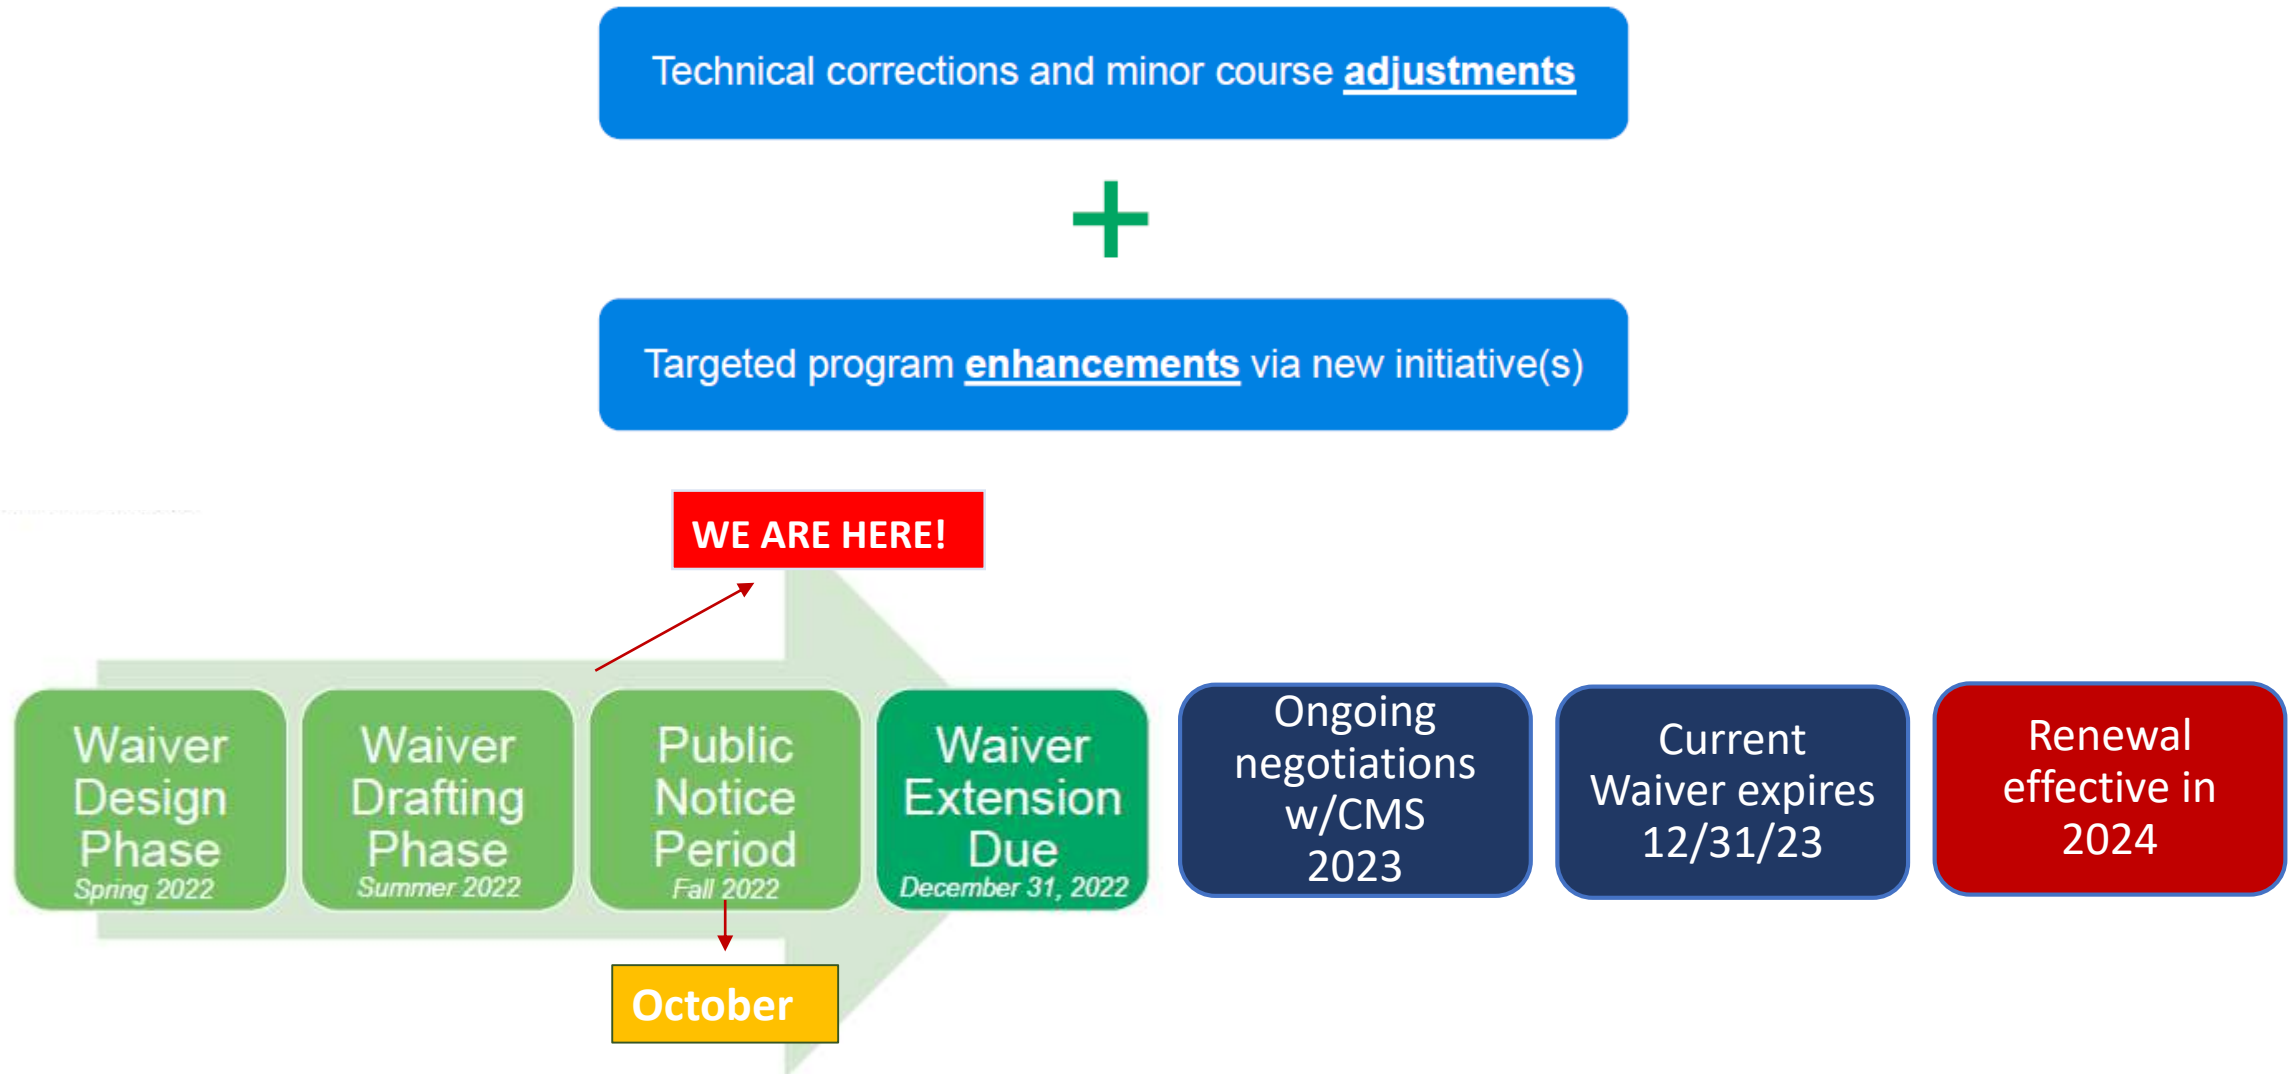 Technical corrections and minor course adjustments
+
Targeted program enhancements via new initiative(s)
WE ARE HERE!
Waiver
Design
Phase
Spring 2022
Waiver
Drafting
Phase
Summer 2022
Public
Notice
Period
Fall 2022
Waiver
Extension
Due
December 31, 2022
Ongoing
negotiations
w/CMS
2023
Current
Waiver expires
12/31/23
Renewal
effective in
2024
October